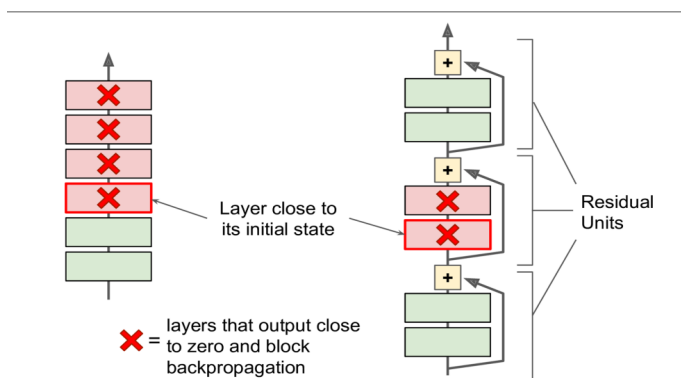 +
+
Layer close to
its initial state
Residual
Units
+
= layers that output close
to zero and block
backpropagation